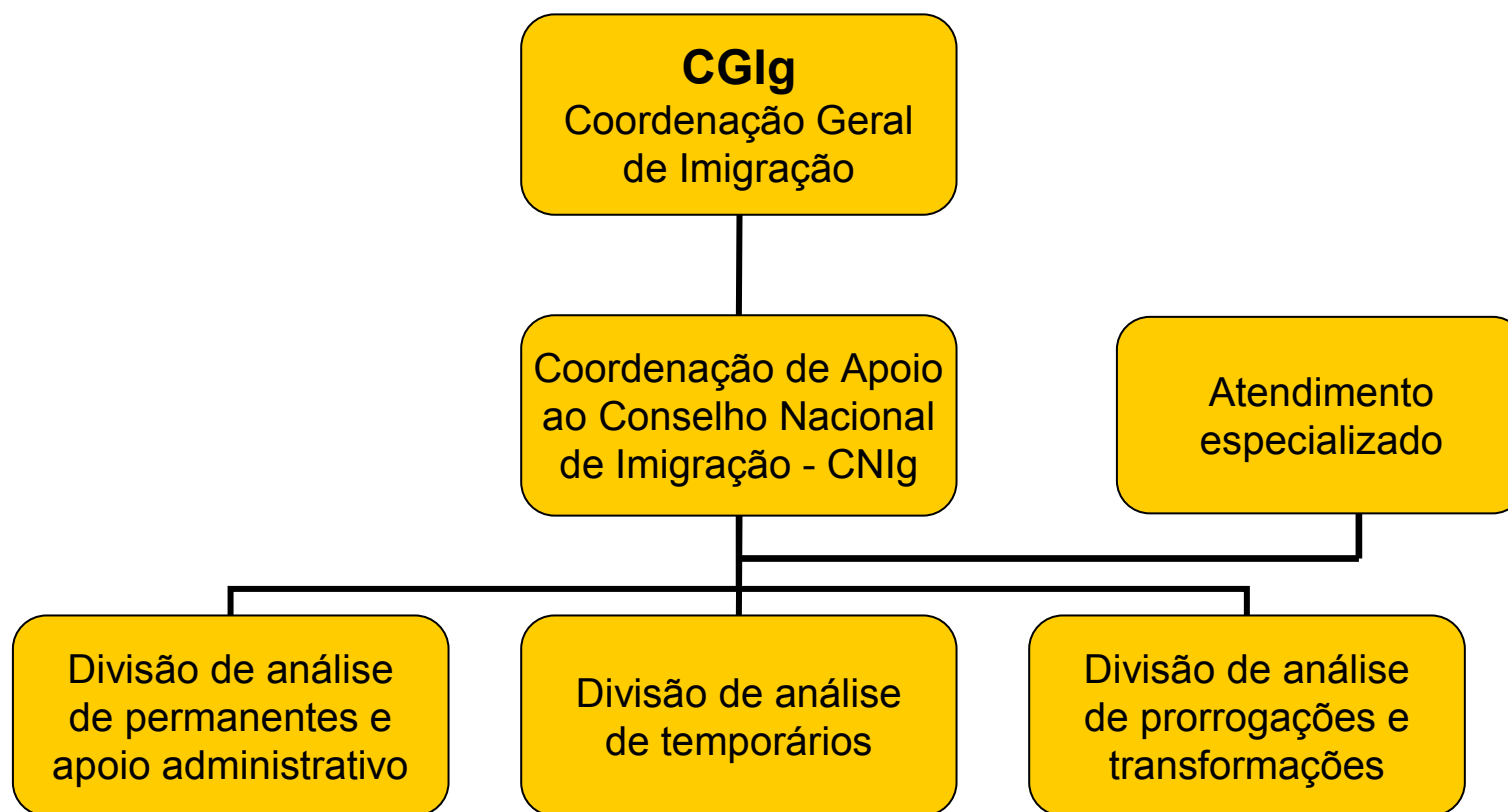 CGIg
Coordenação Geral
de Imigração
Coordenação de Apoio
ao Conselho Nacional
de Imigração - CNIg
Atendimento
especializado
Divisão de análise
de permanentes e
apoio administrativo
Divisão de análise
de temporários
Divisão de análise
de prorrogações e
transformações